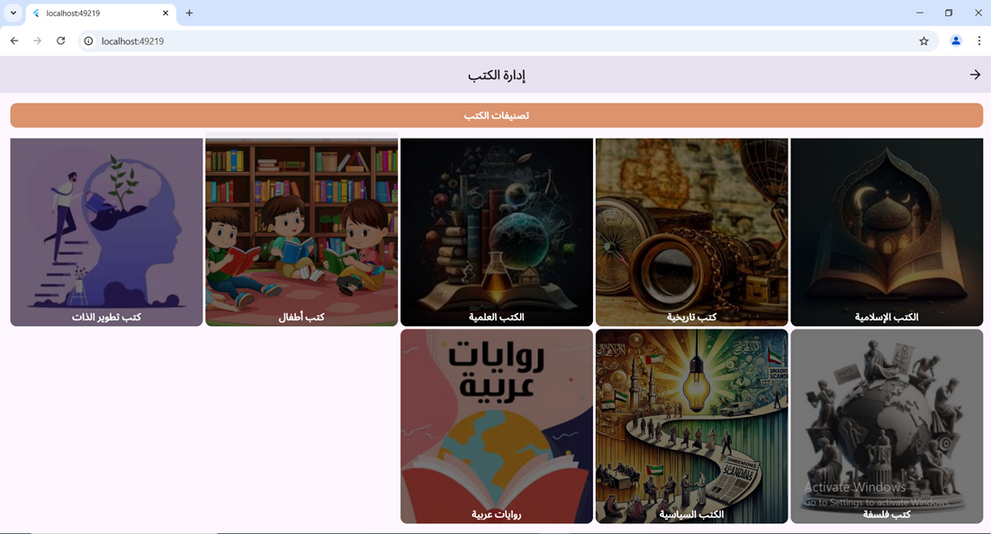 localhost:49219
localhost:49219
إدارة الكتب
تصنيفات الكتب
الكتب الإسلامية
كتب تاريخية
الكتب العلمية
كتب أطفال
كتب تطوير الذات
روايات
عربية
SCANDALS
Activate Windows
Go to Settings to activate Windows.
كتب فلسفة
الكتب السياسية
روايات عربية